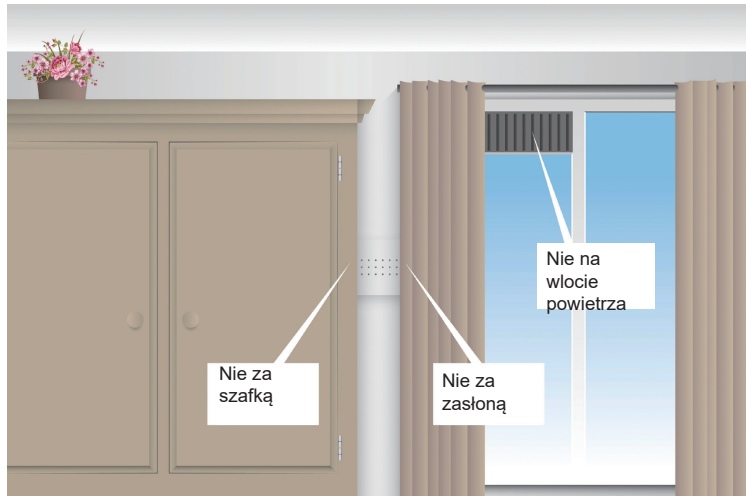 Nie na
wlocie
powietrza
Nie za
szafką
Nie za
zasłoną